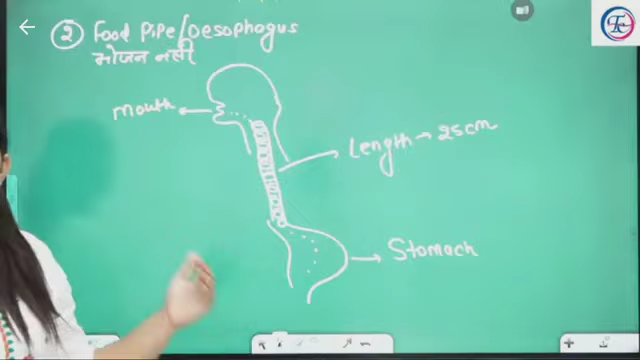 ② Food Pipe/Oesophagus
भोजन नली
mouth
Length → 25cm
Stomach